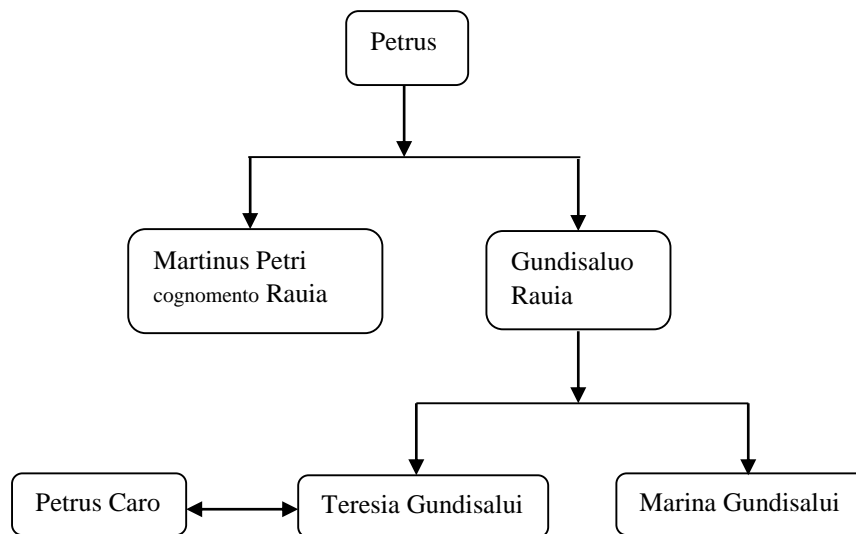 Petrus
Martinus Petri
cognomento Rauia
Gundisaluo
Rauia
Petrus Caro
Teresia Gundisalui
Marina Gundisalui